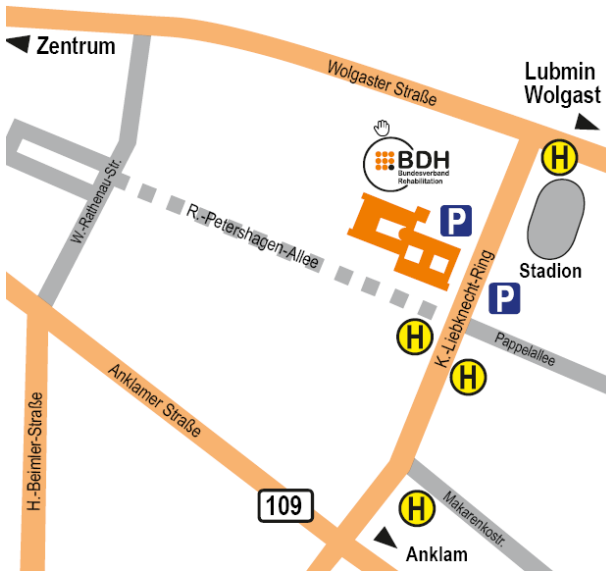 Zentrum
Wolgaster Straße
Lubmin
Wolgast
H
BDH
Bundesverband
Rehabilitation
W.-Rathenau-Str.
R.-Petershagen-Allee
P
Stadion
K.-Liebknecht-Ring
P
H
Pappelallee
H
Anklamer Straße
H.-Beimler-Straße
109
H
Makarenkostr.
Anklam